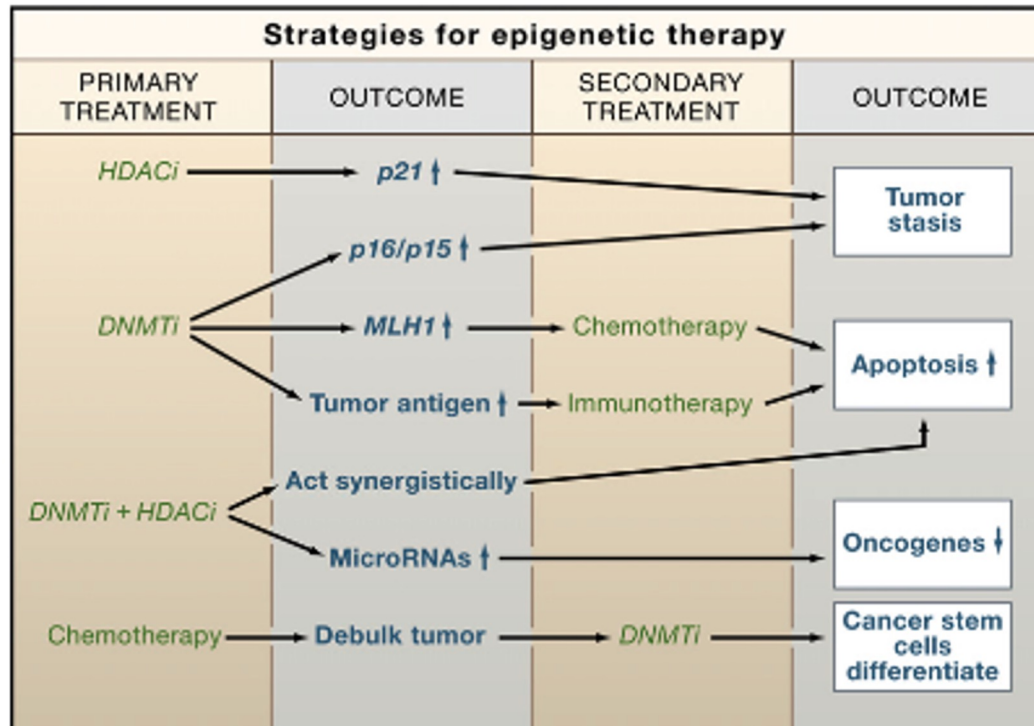 Strategies for epigenetic therapy
PRIMARY
TREATMENT
OUTCOME
SECONDARY
TREATMENT
OUTCOME
HDACi
p21
Tumor
stasis
p16/p15
DNMTi
MLH1
Chemotherapy
Apoptosis
Tumor antigen
Immunotherapy
Act synergistically
DNMTi + HDACi
Oncogenes
MicroRNAs
Chemotherapy
Debulk tumor
DNMTi
Cancer stem
cells
differentiate